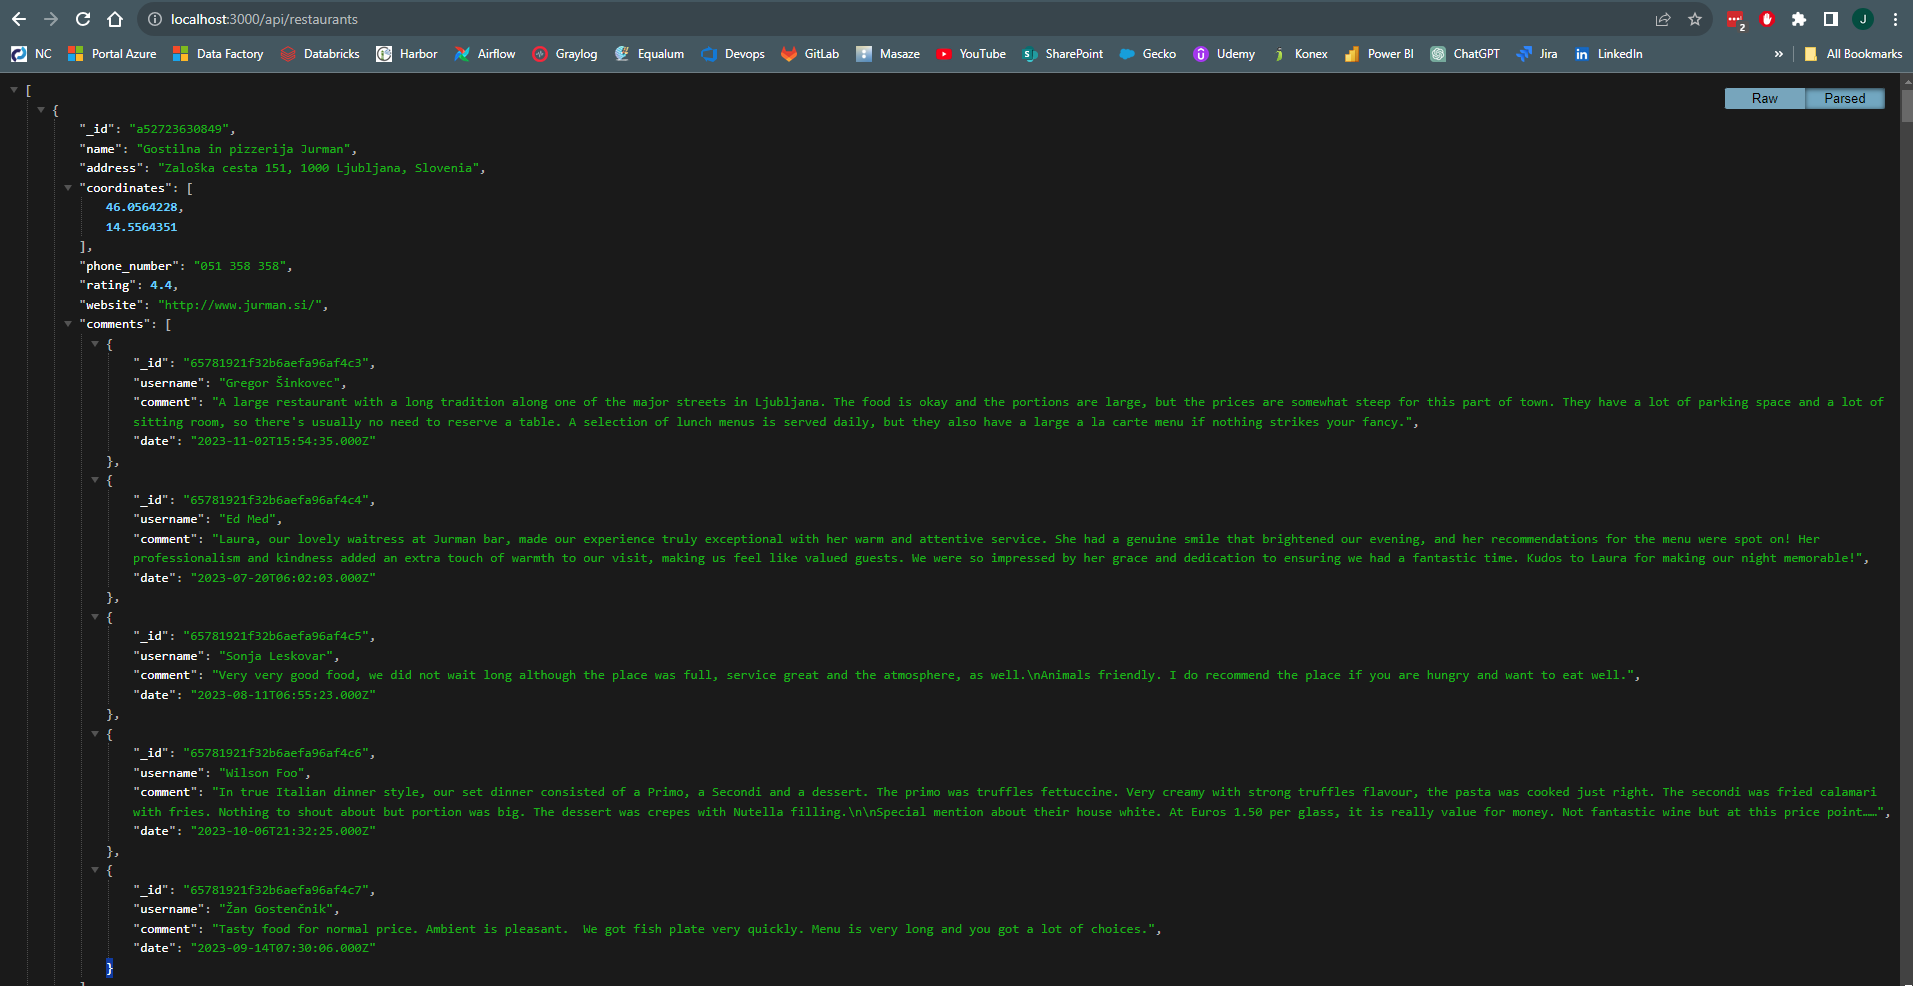 localhost:3000/api/restaurants
2
J
NC Portal Azure Data Factory Databricks Harbor Airflow Graylog Equalum Devops GitLab Masaze YouTube SharePoint Gecko Udemy Konex Power BI ChatGPT Jira LinkedIn » All Bookmarks
Raw Parsed
[
{
"_id": "a52723630849",
"name": "Gostilna in pizzerija Jurman",
"address": "Zaloška cesta 151, 1000 Ljubljana, Slovenia",
"coordinates": [
46.0564228,
14.5564351
],
"phone_number": "051 358 358",
"rating": 4.4,
"website": "http://www.jurman.si/",
"comments": [
{
"_id": "65781921f32b6aefa96af4c3",
"username": "Gregor Šinkovec",
"comment": "A large restaurant with a long tradition along one of the major streets in Ljubljana. The food is okay and the portions are large, but the prices are somewhat steep for this part of town. They have a lot of parking space and a lot of
sitting room, so there's usually no need to reserve a table. A selection of lunch menus is served daily, but they also have a large a la carte menu if nothing strikes your fancy.",
"date": "2023-11-02T15:54:35.000Z"
},
{
"_id": "65781921f32b6aefa96af4c4",
"username": "Ed Med",
"comment": "Laura, our lovely waitress at Jurman bar, made our experience truly exceptional with her warm and attentive service. She had a genuine smile that brightened our evening, and her recommendations for the menu were spot on! Her
professionalism and kindness added an extra touch of warmth to our visit, making us feel like valued guests. We were so impressed by her grace and dedication to ensuring we had a fantastic time. Kudos to Laura for making our night memorable!",
"date": "2023-07-20T06:02:03.000Z"
},
{
"_id": "65781921f32b6aefa96af4c5",
"username": "Sonja Leskovar",
"comment": "Very very good food, we did not wait long although the place was full, service great and the atmosphere, as well.\nAnimals friendly. I do recommend the place if you are hungry and want to eat well.",
"date": "2023-08-11T06:55:23.000Z"
},
{
"_id": "65781921f32b6aefa96af4c6",
"username": "Wilson Foo",
"comment": "In true Italian dinner style, our set dinner consisted of a Primo, a Secondi and a dessert. The primo was truffles fettuccine. Very creamy with strong truffles flavour, the pasta was cooked just right. The secondi was fried calamari
with fries. Nothing to shout about but portion was big. The dessert was crepes with Nutella filling.\n\nSpecial mention about their house white. At Euros 1.50 per glass, it is really value for money. Not fantastic wine but at this price point……",
"date": "2023-10-06T21:32:25.000Z"
},
{
"_id": "65781921f32b6aefa96af4c7",
"username": "Žan Gostenčnik",
"comment": "Tasty food for normal price. Ambient is pleasant.  We got fish plate very quickly. Menu is very long and you got a lot of choices.",
"date": "2023-09-14T07:30:06.000Z"
}